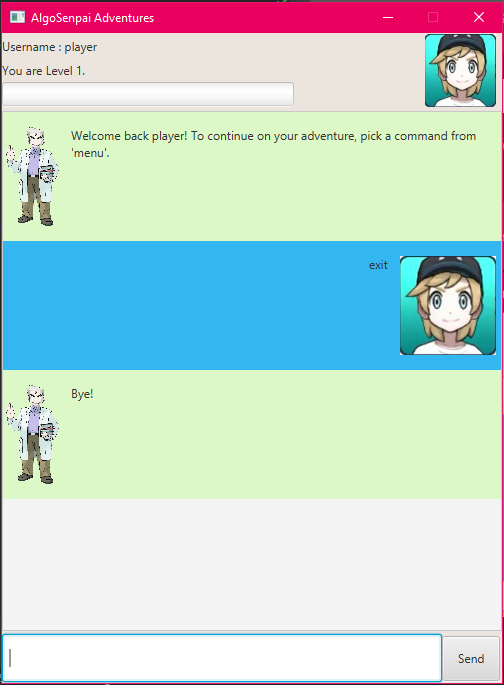 AlgoSenpai Adventures
Username : player
You are Level 1.
Welcome back player! To continue on your adventure, pick a command from
'menu'.
exit
Bye!
Send